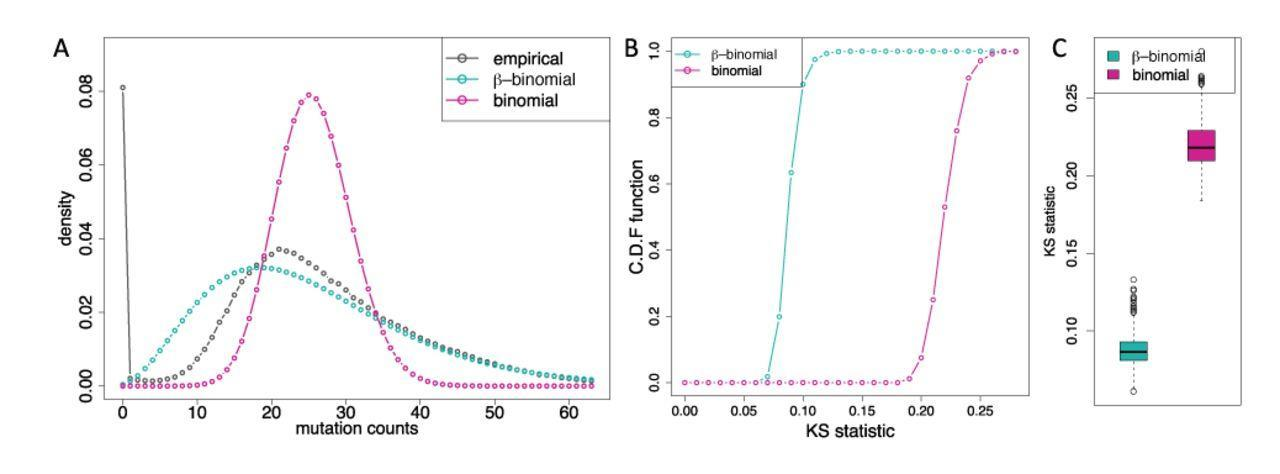 A
empirical
β−binomial
binomial
density
0.00 0.02 0.04 0.06 0.08
0 10 20 30 40 50 60
mutation counts
B
β−binomial
binomial
C.D.F function
0.0 0.2 0.4 0.6 0.8 1.0
0.00 0.05 0.10 0.15 0.20 0.25
KS statistic
C
β−binomial
binomial
KS statistic
0.10 0.15 0.20 0.25